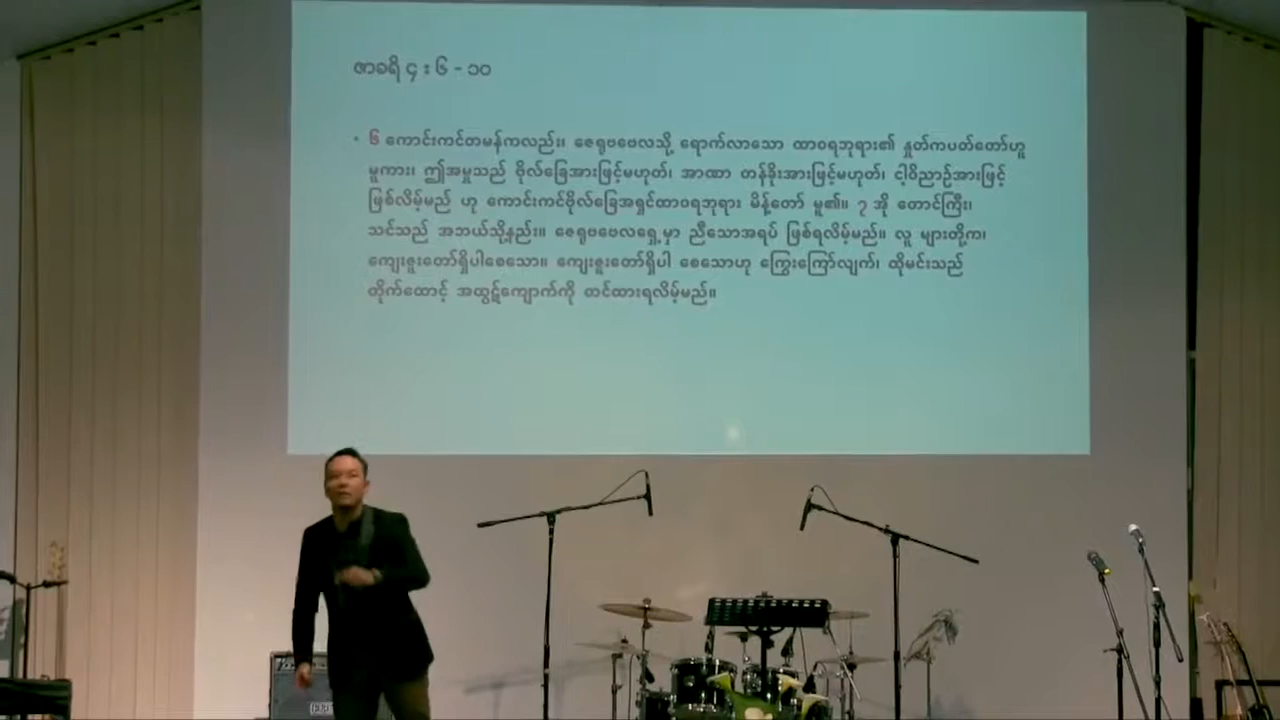 ဇာခရိ ၄ : ၆ - ၁၀
• ၆ ကောင်းကင်တမန်ကလည်း၊ ဇေရုဗဗေလသို့ ရောက်လာသော ထာဝရဘုရား၏ နှုတ်ကပတ်တော်ဟူ
မူကား၊ ဤအမှုသည် ဗိုလ်ခြေအားဖြင့်မဟုတ်၊ အာဏာ တန်ခိုးအားဖြင့်မဟုတ်၊ ငါ့ဝိညာဉ်အားဖြင့်
ဖြစ်လိမ့်မည် ဟု ကောင်းကင်ဗိုလ်ခြေအရှင်ထာဝရဘုရား မိန့်တော် မူ၏။ ၇ အို တောင်ကြီး၊
သင်သည် အဘယ်သို့နည်း။ ဇေရုဗဗေလရှေ့မှာ ညီသောအရပ် ဖြစ်ရလိမ့်မည်။ လူ များတို့က၊
ကျေးဇူးတော်ရှိပါစေသော။ ကျေးဇူးတော်ရှိပါ စေသောဟု ကြွေးကြော်လျက်၊ ထိုမင်းသည်
တိုက်ထောင့် အထွဋ်ကျောက်ကို တင်ထားရလိမ့်မည်။